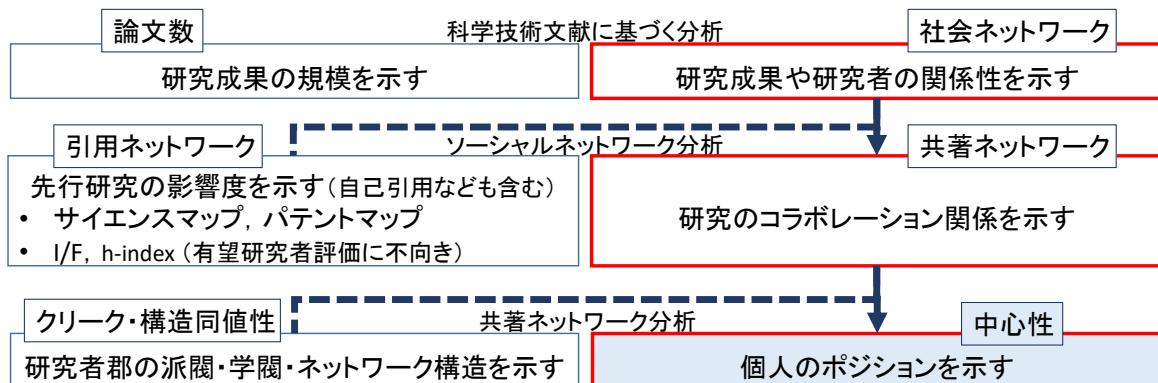 論文数
科学技術文献に基づく分析
社会ネットワーク
研究成果の規模を示す
研究成果や研究者の関係性を示す
引用ネットワーク
ソーシャルネットワーク分析
共著ネットワーク
先行研究の影響度を示す(自己引用なども含む)
• サイエンスマップ, パテントマップ
• I/F, h-index (有望研究者評価に不向き)
研究のコラボレーション関係を示す
クリーク・構造同値性
共著ネットワーク分析
中心性
研究者郡の派閥・学閥・ネットワーク構造を示す
個人のポジションを示す